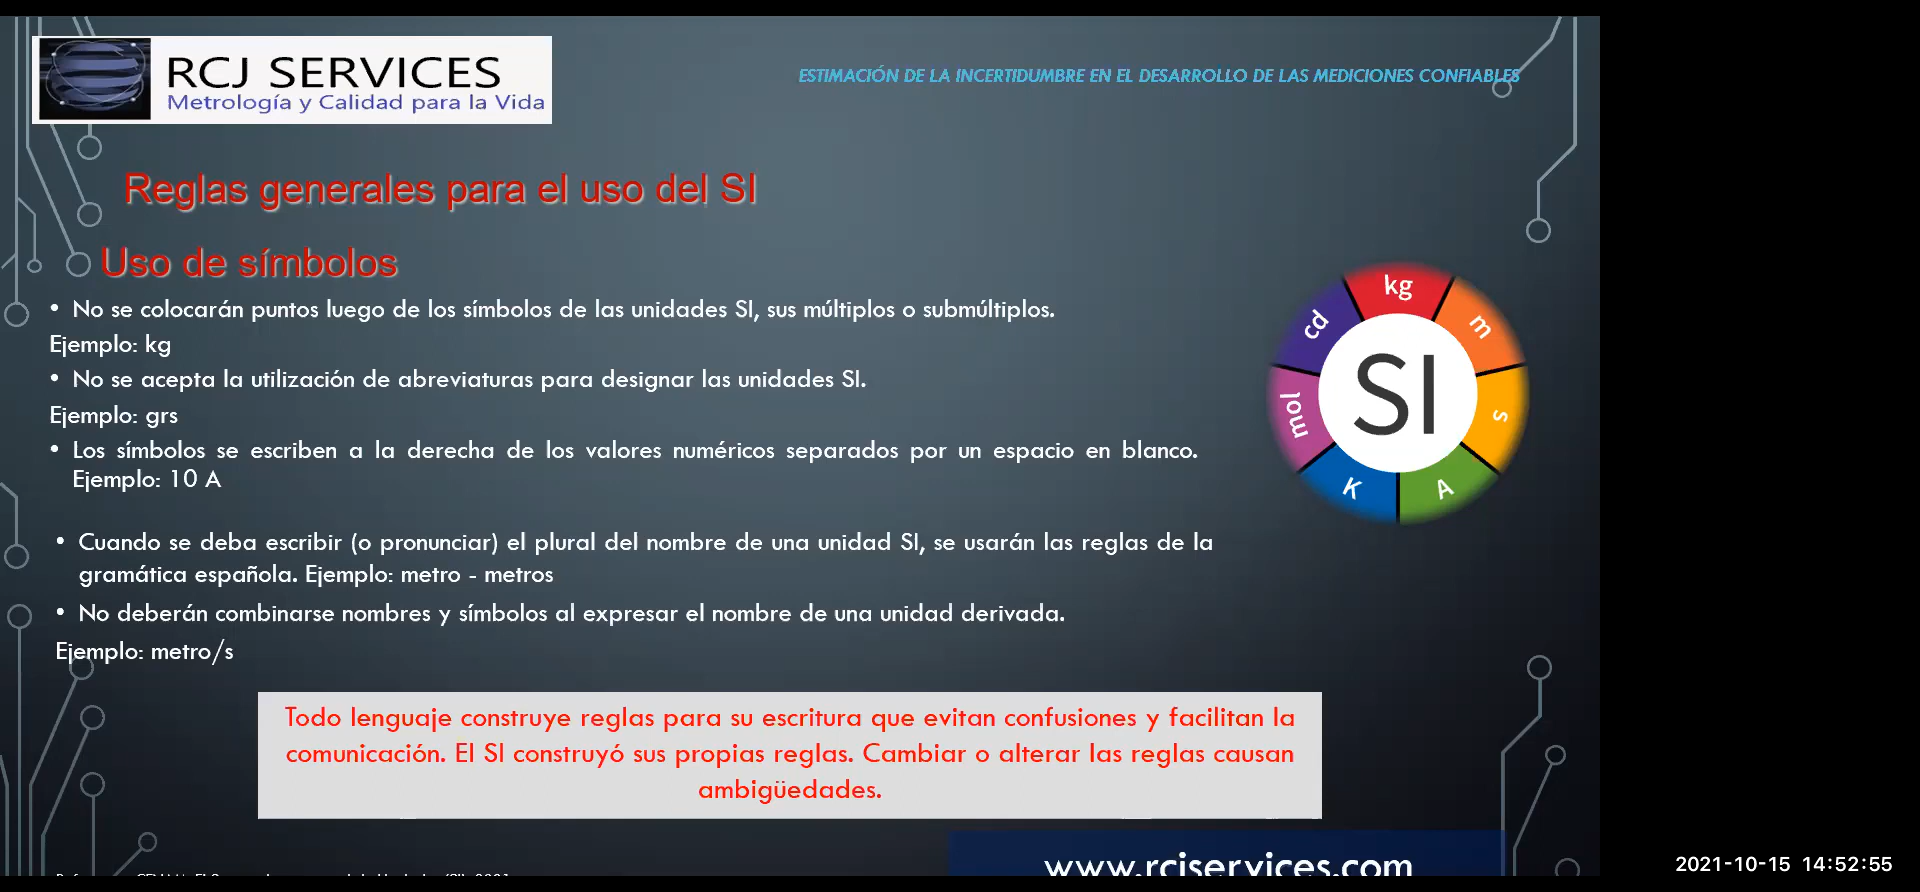 RCJ SERVICES
Metrología y Calidad para la Vida
ESTIMACIÓN DE LA INCERTIDUMBRE EN EL DESARROLLO DE LAS MEDICIONES CONFIABLES
Reglas generales para el uso del SI
Uso de símbolos
• No se colocarán puntos luego de los símbolos de las unidades SI, sus múltiplos o submúltiplos.
Ejemplo: kg
• No se acepta la utilización de abreviaturas para designar las unidades SI.
Ejemplo: grs
• Los símbolos se escriben a la derecha de los valores numéricos separados por un espacio en blanco.
Ejemplo: 10 A
• Cuando se deba escribir (o pronunciar) el plural del nombre de una unidad SI, se usarán las reglas de la
gramática española. Ejemplo: metro - metros
• No deberán combinarse nombres y símbolos al expresar el nombre de una unidad derivada.
Ejemplo: metro/s
kg
m
s
A
K
mol
cd
SI
Todo lenguaje construye reglas para su escritura que evitan confusiones y facilitan la
comunicación. El SI construyó sus propias reglas. Cambiar o alterar las reglas causan
ambigüedades.
www.rcjservices.com
2021-10-15 14:52:55